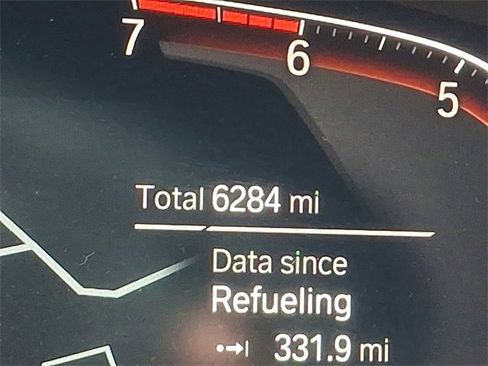 7
6
5
Total 6284 mi
Data since
Refueling
331.9 mi